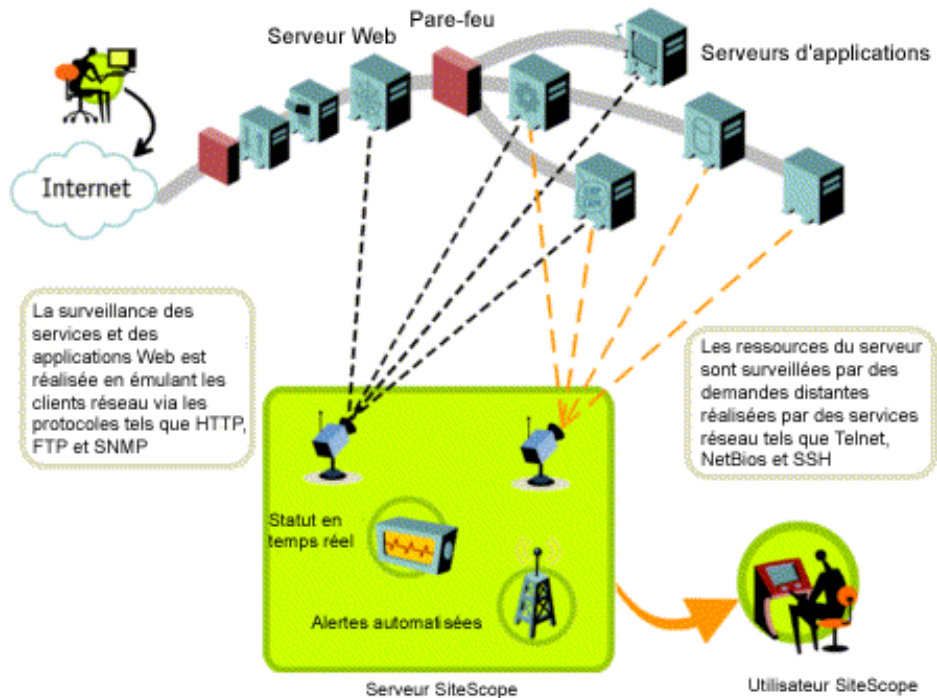 Pare-feu
Serveur Web
Serveurs d'applications
Internet
La surveillance des
services et des
applications Web est
réalisée en émulant les
clients réseau via les
protocoles tels que HTTP,
FTP et SNMP
Les ressources du serveur
sont surveillées par des
demandes distantes
réalisées par des services
réseau tels que Telnet,
NetBios et SSH
Statut en
temps réel
Alertes automatisées
Serveur SiteScope
Utilisateur SiteScope